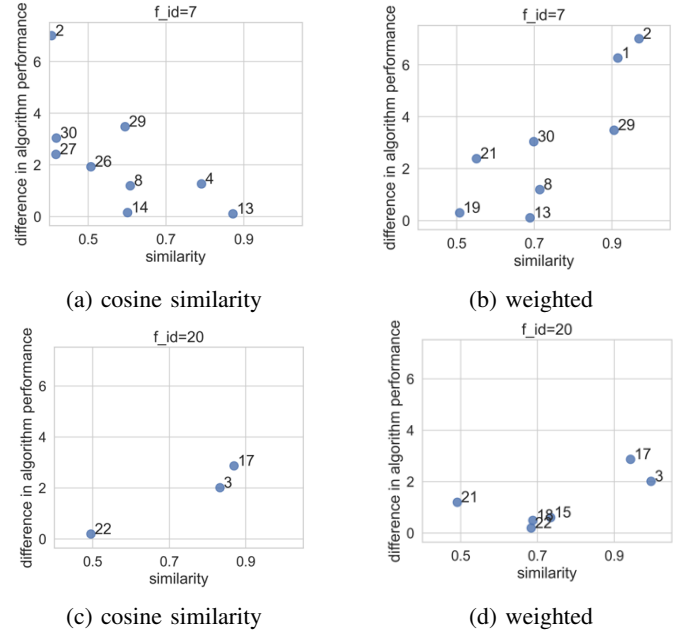 f_id=7
difference in algorithm performance
6
4
2
0
2
30
27
29
26
8
4
14
13
0.5 0.7 0.9
similarity
(a) cosine similarity
f_id=7
difference in algorithm performance
6
4
2
0
2
1
29
30
21
8
19
13
0.5 0.7 0.9
similarity
(b) weighted
f_id=20
difference in algorithm performance
6
4
2
0
17
3
22
0.5 0.7 0.9
similarity
(c) cosine similarity
f_id=20
difference in algorithm performance
6
4
2
0
17
3
21
15
22
0.5 0.7 0.9
similarity
(d) weighted